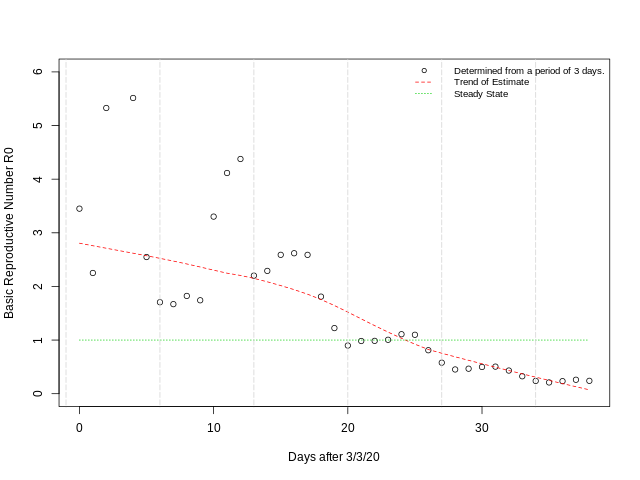 Determined from a period of 3 days.
Trend of Estimate
Steady State
Basic Reproductive Number R0
6
5
4
3
2
1
0
0 10 20 30
Days after 3/3/20